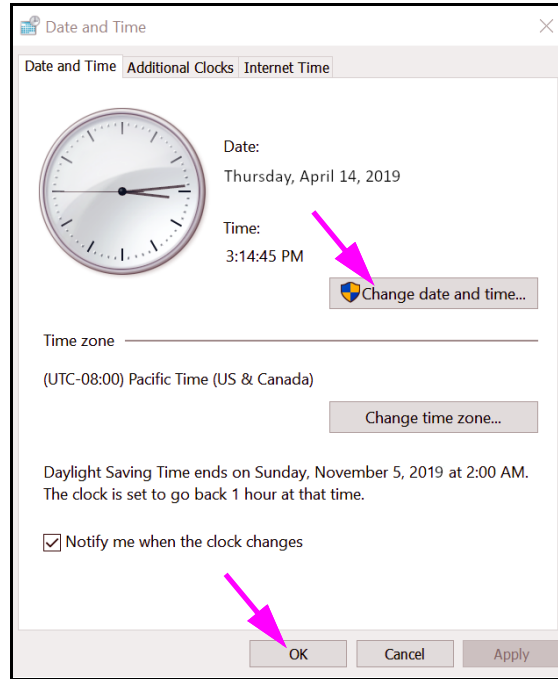 Date and Time
Date and Time
Additional Clocks
Internet Time
Date:
Thursday, April 14, 2019
Time:
3:14:45 PM
Change date and time...
Time zone
(UTC-08:00) Pacific Time (US & Canada)
Change time zone...
Daylight Saving Time ends on Sunday, November 5, 2019 at 2:00 AM.
The clock is set to go back 1 hour at that time.
Notify me when the clock changes
OK
Cancel
Apply